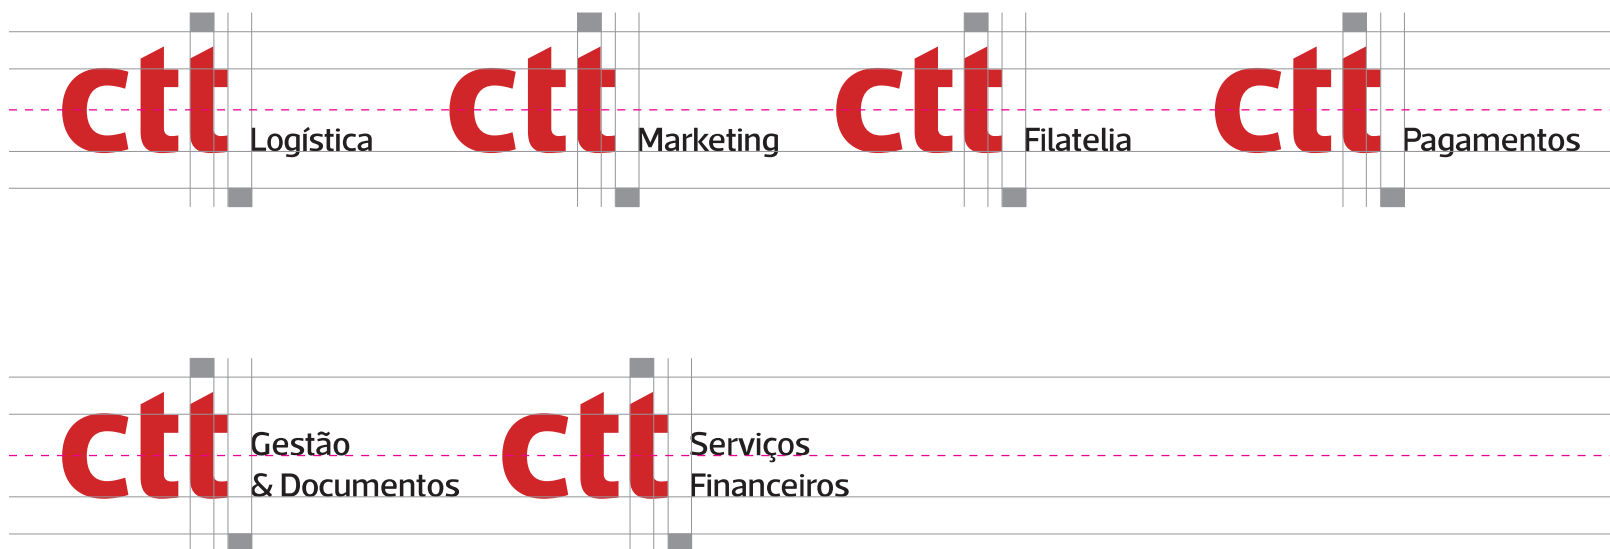 ctt Logística
ctt Marketing
ctt Filatelia
ctt Pagamentos
ctt Gestão
& Documentos
ctt Serviços
Financeiros